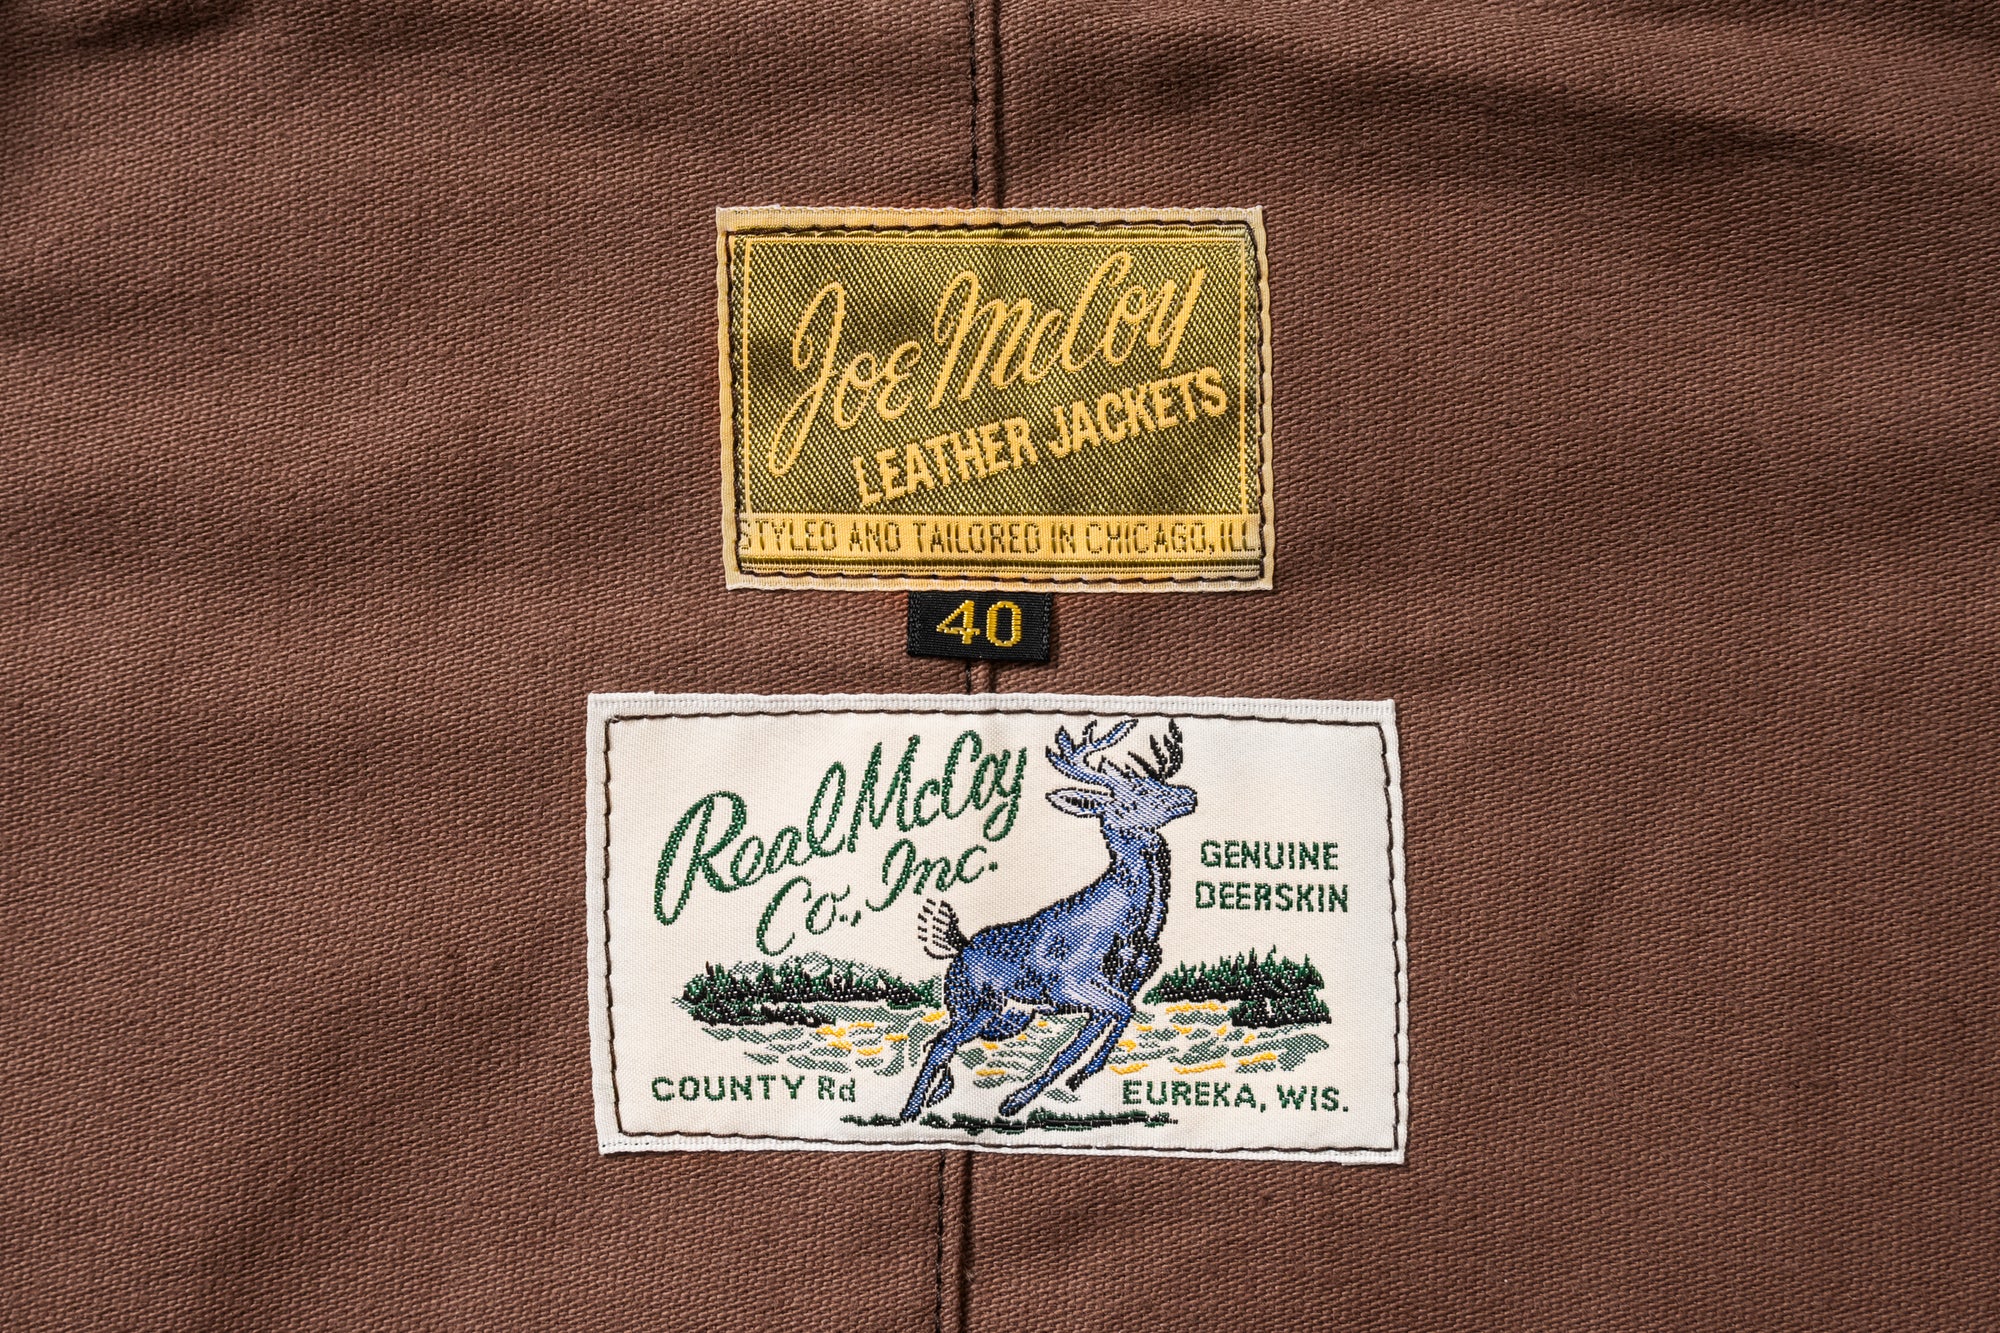 Joe McCoy
LEATHER JACKETS
STYLED AND TAILORED IN CHICAGO, ILL
40
Real McCoy
Co., Inc.
GENUINE
DEERSKIN
COUNTY Rd
EUREKA, WIS.